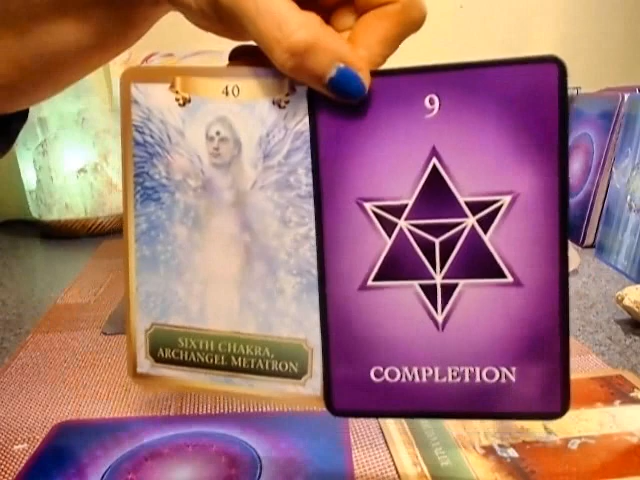 40
SIXTH CHAKRA,
ARCHANGEL METATRON
9
COMPLETION